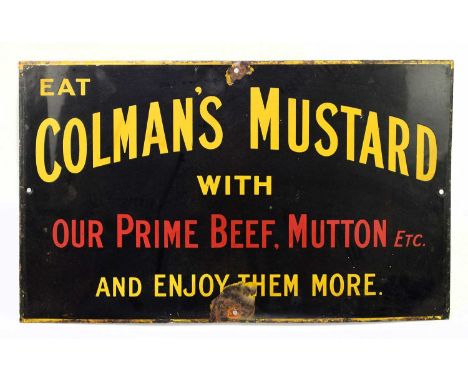 EAT
COLMAN'S MUSTARD
WITH
OUR PRIME BEEF, MUTTON ETC.
AND ENJOY THEM MORE.